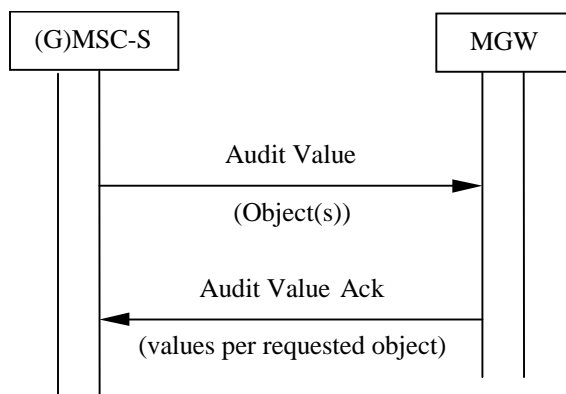 (G)MSC-S
MGW
Audit Value
(Object(s))
Audit Value Ack
(values per requested object)